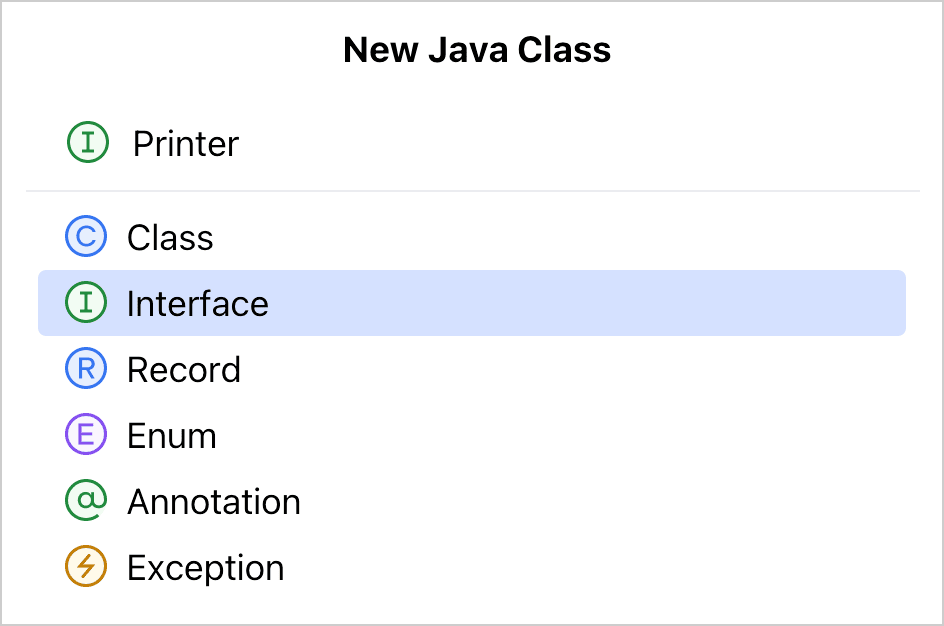 New Java Class
I Printer
C Class
I Interface
R Record
E Enum
@ Annotation
Exception